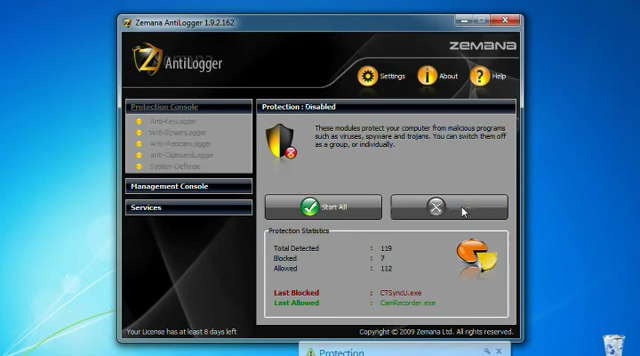 Zemana AntiLogger 1.9.2.162
ZEMANA
AntiLogger
Settings
About
Help
Protection Console
Anti-KeyLogger
Anti-ScreenLogger
Anti-WebcamLogger
Anti-ClipboardLogger
System Defense
Management Console
Services
Protection : Disabled
These modules protect your computer from malicious programs
such as viruses, spyware and trojans. You can switch them off
as a group, or individually.
Start All
Protection Statistics
Total Detected : 119
Blocked : 7
Allowed : 112
Last Blocked : CTSyncU.exe
Last Allowed : CamRecorder.exe
Your License has at least 8 days left
Copyright © 2009 Zemana Ltd. All rights reserved.
Protection